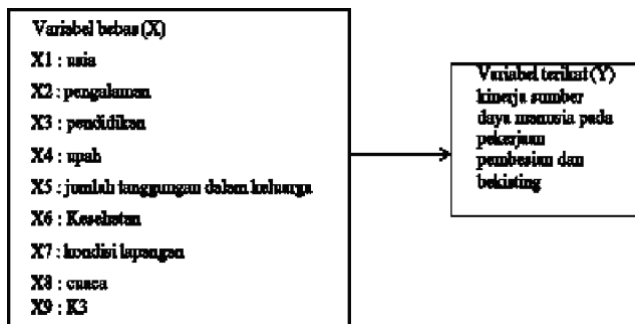 Variabel bebas (X)
X1 : usia
X2 : pengalaman
X3 : pendidikan
X4 : upah
X5 : jumlah tanggungan dalam keluarga
X6 : Kesehatan
X7 : kondisi lapangan
X8 : cuaca
X9 : K3
Variabel terikat (Y)
kinerja sumber
daya manusia pada
pekerjaan
pembesian dan
bekisting